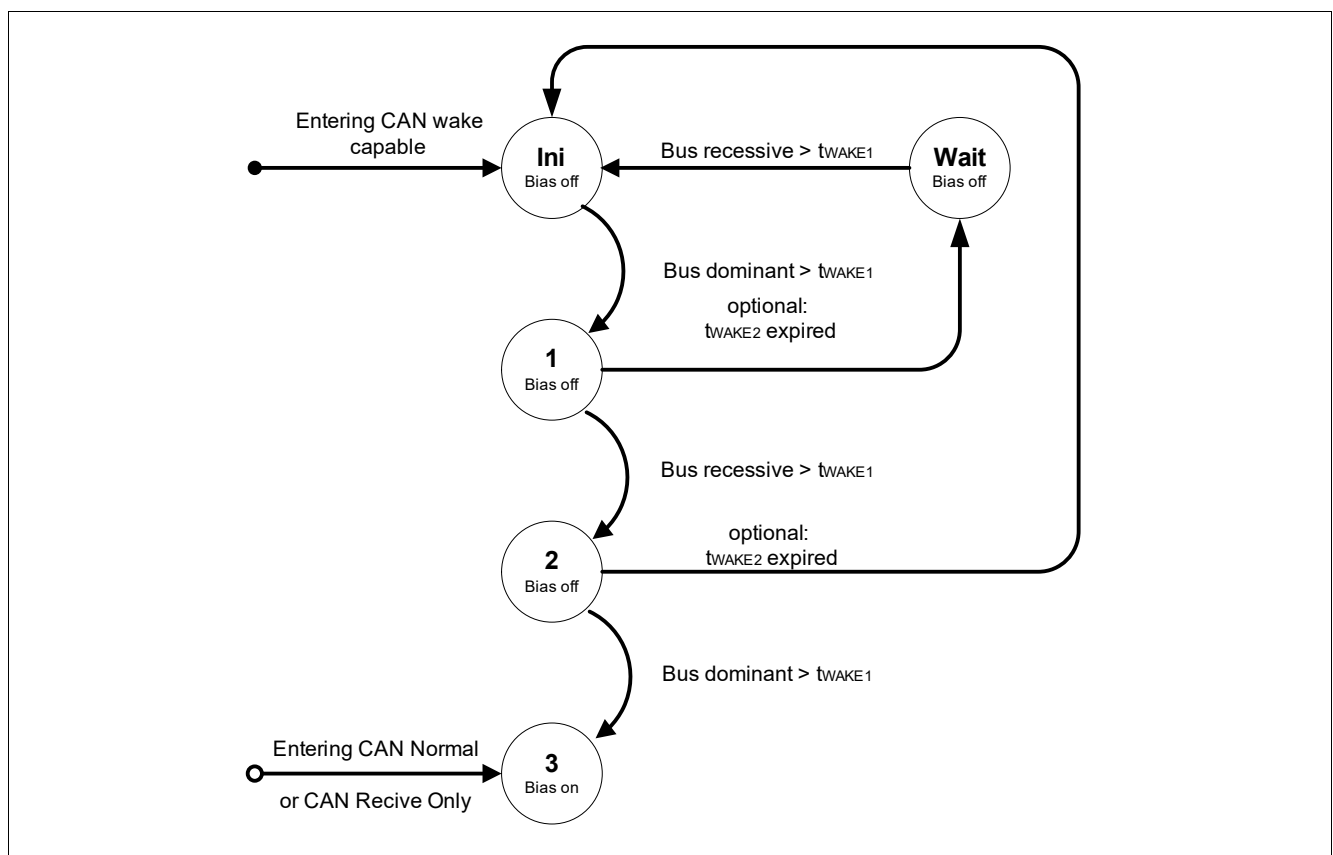 Entering CAN wake
capable
Ini
Bias off
Bus recessive > tWAKE1
Wait
Bias off
Bus dominant > tWAKE1
optional:
tWAKE2 expired
1
Bias off
Bus recessive > tWAKE1
optional:
tWAKE2 expired
2
Bias off
Bus dominant > tWAKE1
Entering CAN Normal
or CAN Recive Only
3
Bias on